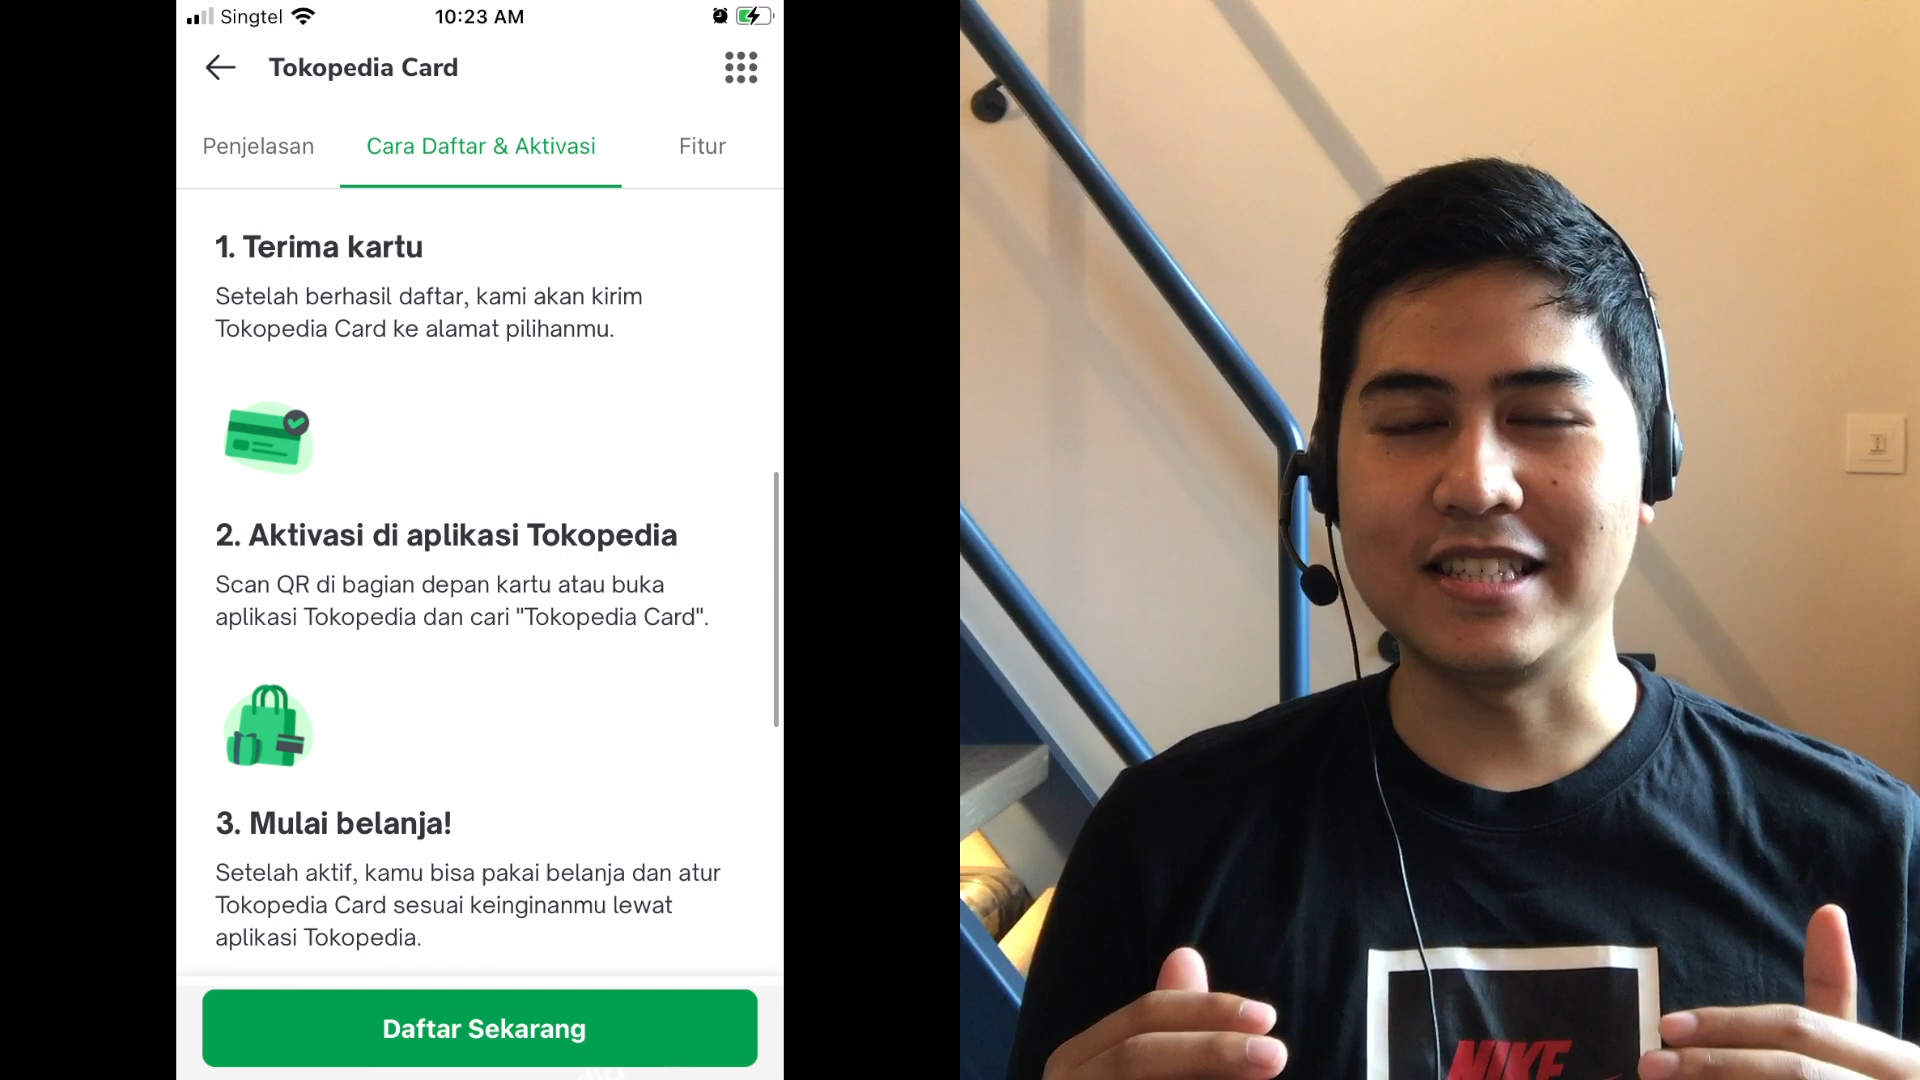 Singtel
10:23 AM
Tokopedia Card
Penjelasan
Cara Daftar & Aktivasi
Fitur
1. Terima kartu
Setelah berhasil daftar, kami akan kirim
Tokopedia Card ke alamat pilihanmu.
2. Aktivasi di aplikasi Tokopedia
Scan QR di bagian depan kartu atau buka
aplikasi Tokopedia dan cari "Tokopedia Card".
3. Mulai belanja!
Setelah aktif, kamu bisa pakai belanja dan atur
Tokopedia Card sesuai keinginanmu lewat
aplikasi Tokopedia.
Daftar Sekarang
NIKE